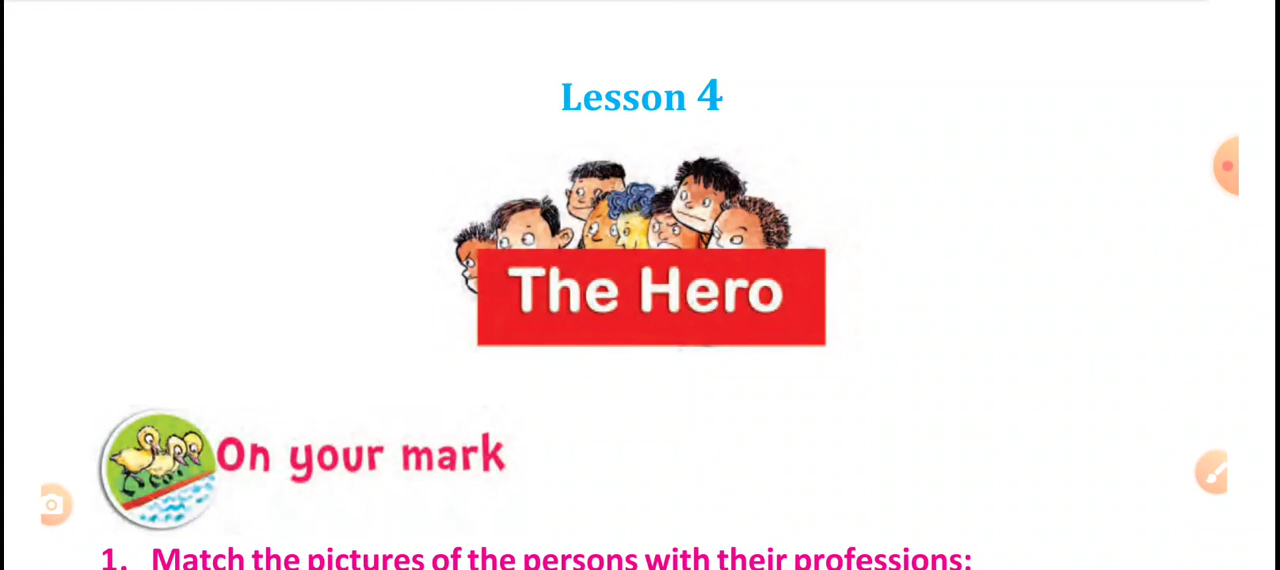 Lesson 4
The Hero
On your mark
1. Match the pictures of the persons with their professions: